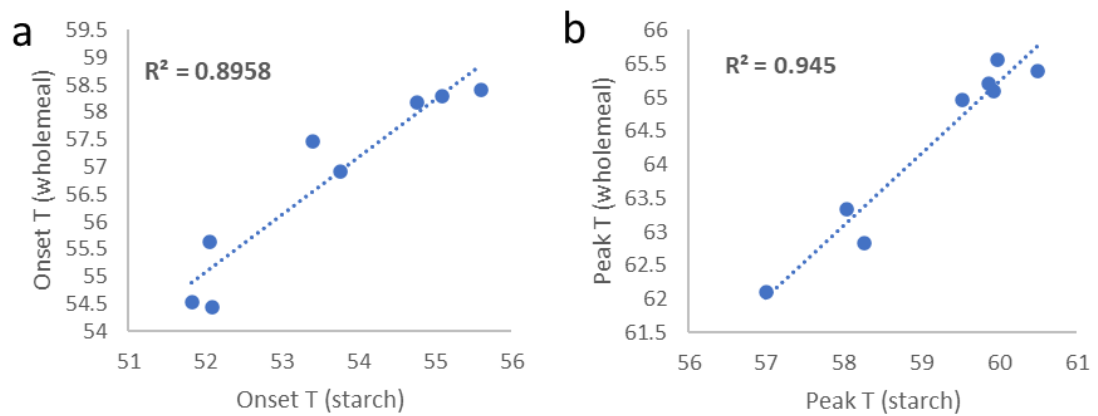 a
R² = 0.8958
Onset T (wholemeal)
59.5
59
58.5
58
57.5
57
56.5
56
55.5
55
54.5
54
51 52 53 54 55 56
Onset T (starch)
b
R² = 0.945
Peak T (wholemeal)
66
65.5
65
64.5
64
63.5
63
62.5
62
61.5
56 57 58 59 60 61
Peak T (starch)